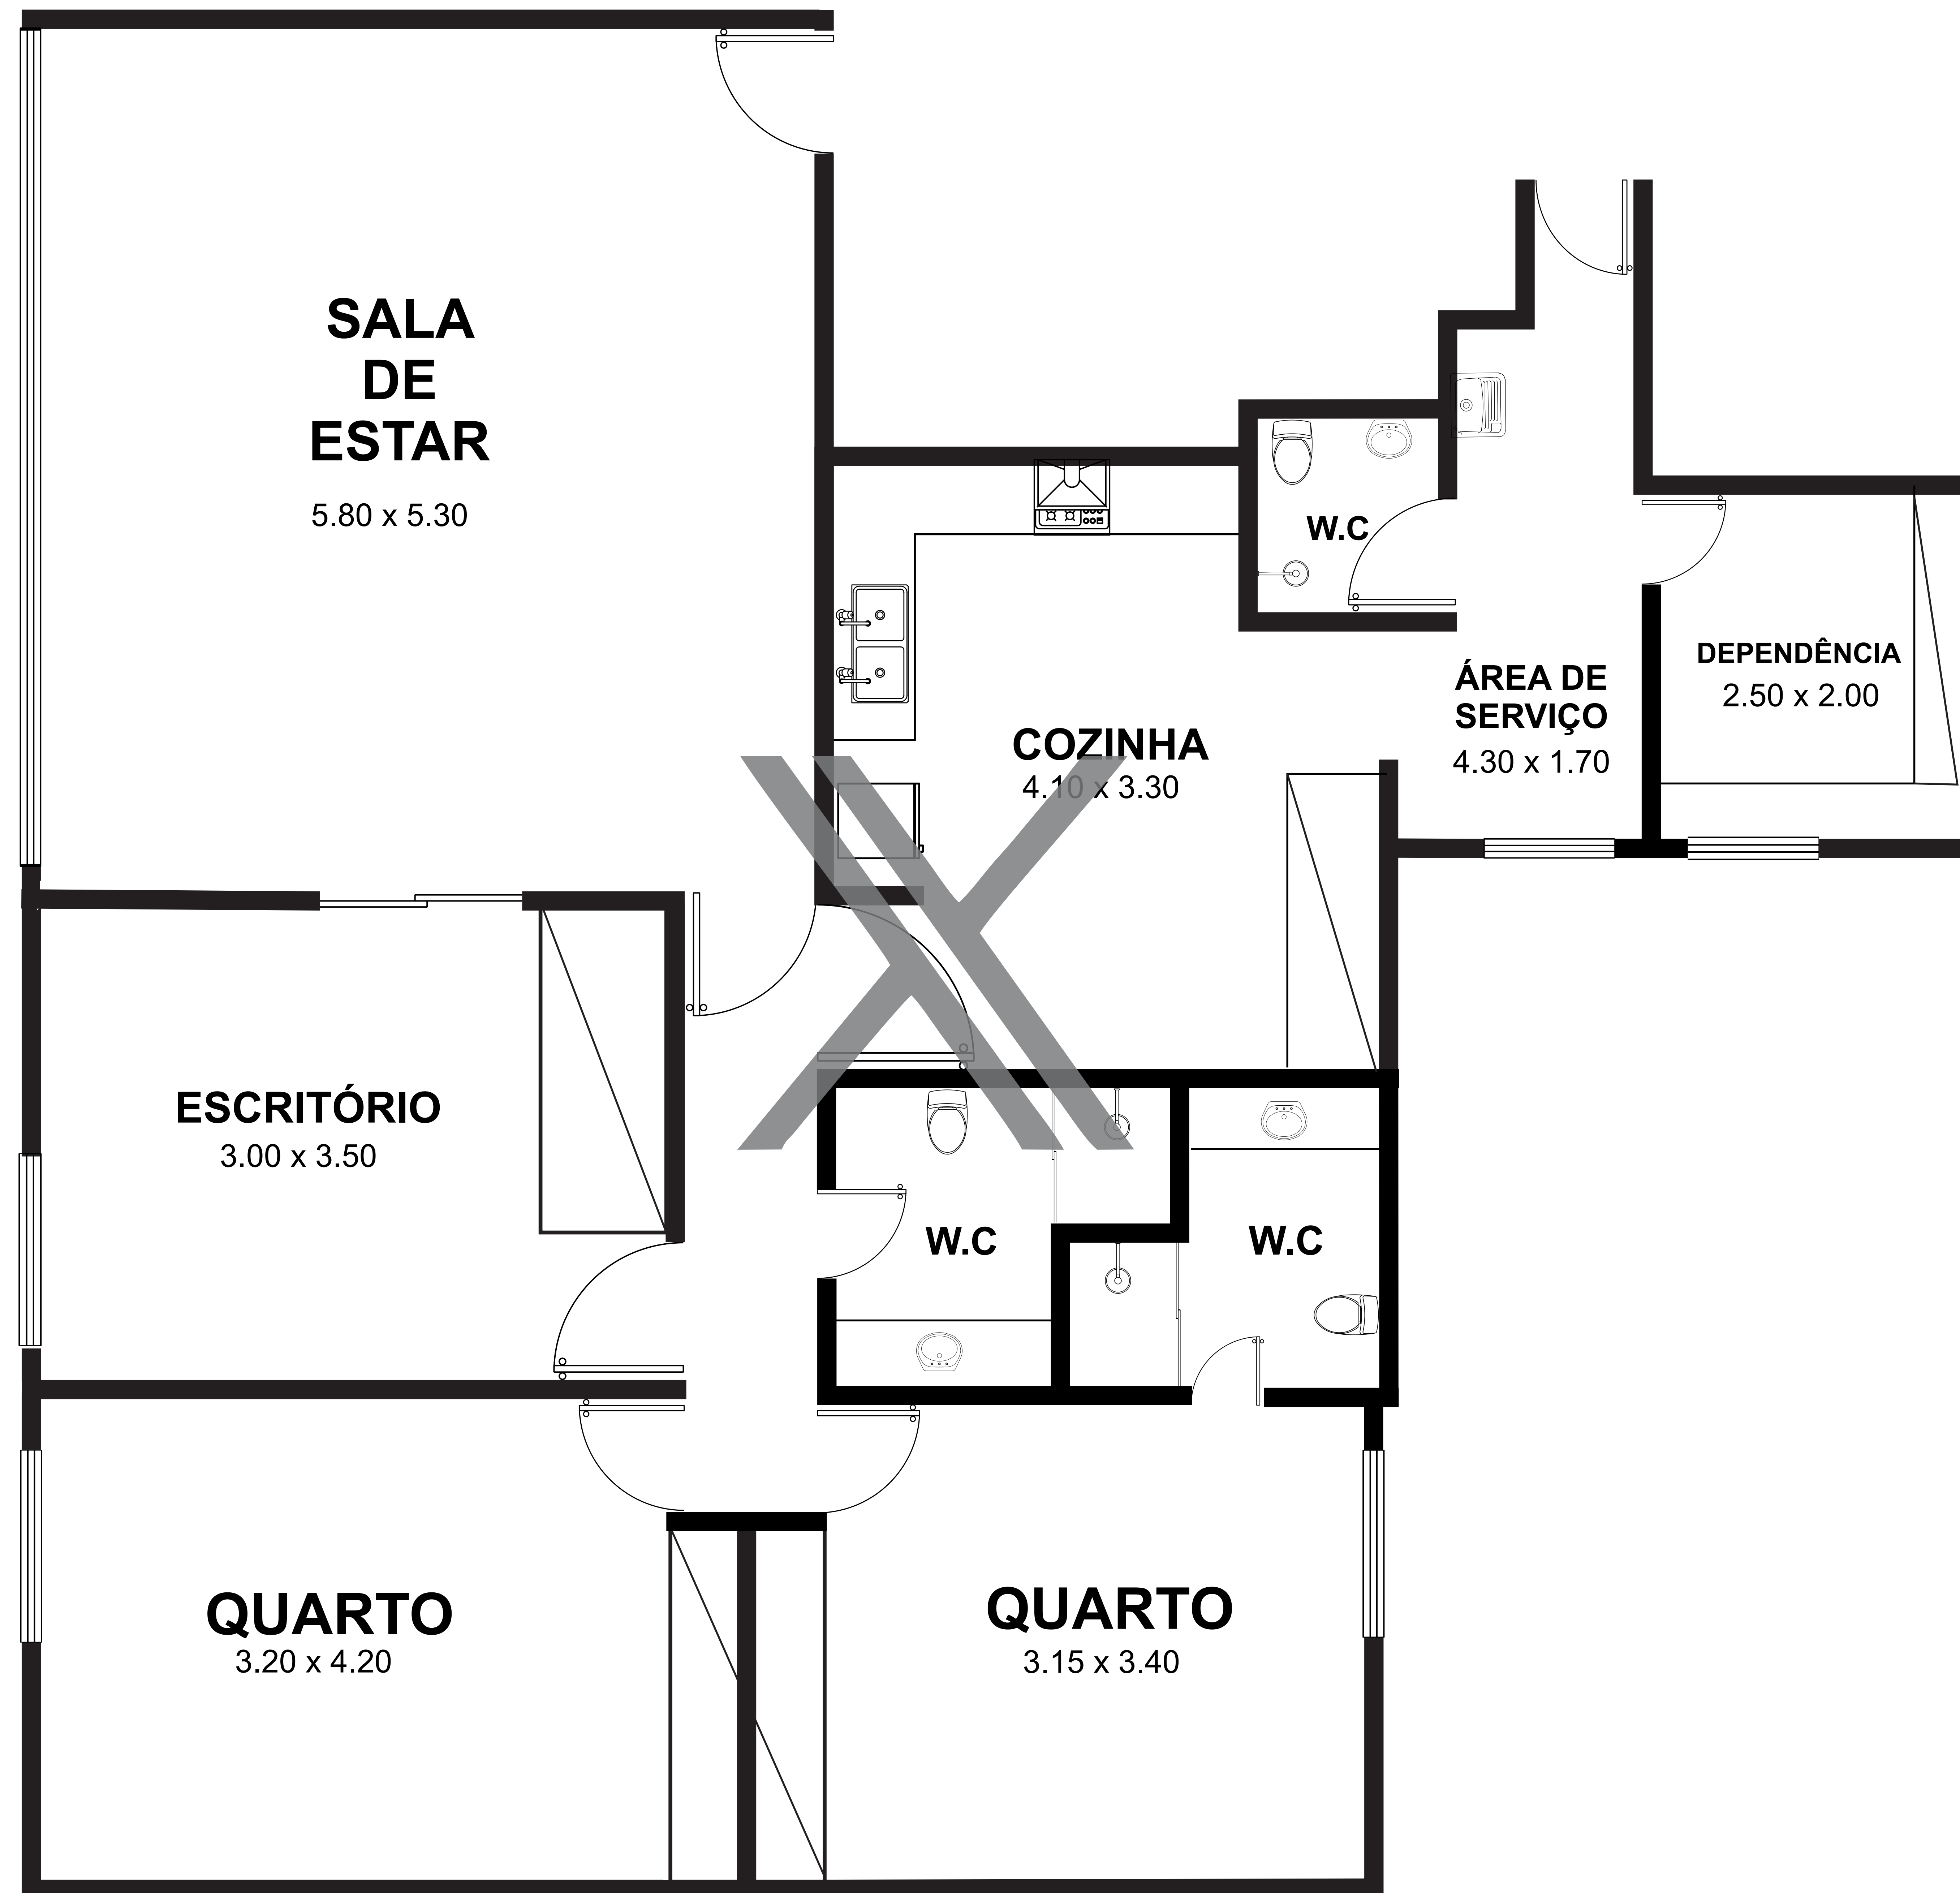 SALA
DE
ESTAR
5.80 x 5.30
W.C
DEPENDÊNCIA
2.50 x 2.00
ÁREA DE
SERVIÇO
4.30 x 1.70
COZINHA
4.10 x 3.30
ESCRITÓRIO
3.00 x 3.50
W.C
W.C
QUARTO
3.20 x 4.20
QUARTO
3.15 x 3.40